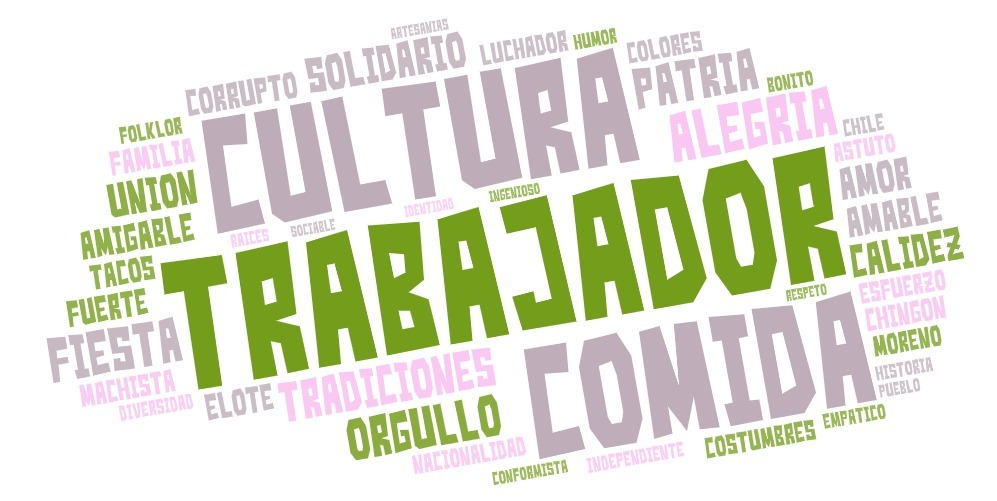 ARTESANIAS
SOLIDARIO
LUCHADOR
HUMOR
COLORES
CORRUPTO
PATRIA
BONITO
CULTURA
ALEGRIA
FOLKLOR
CHILE
FAMILIA
ASTUTO
UNION
INGENIOSO
AMOR
IDENTIDAD
AMIGABLE
RAICES
SOCIABLE
AMABLE
TRABAJADOR
CALIDEZ
TACOS
FUERTE
RESPETO
ESFUERZO
FIESTA
CHINGON
COMIDA
MORENO
MACHISTA
DIVERSIDAD
ELOTE
TRADICIONES
HISTORIA
PUEBLO
ORGULLO
COSTUMBRES
EMPATICO
NACIONALIDAD
CONFORMISTA
INDEPENDIENTE